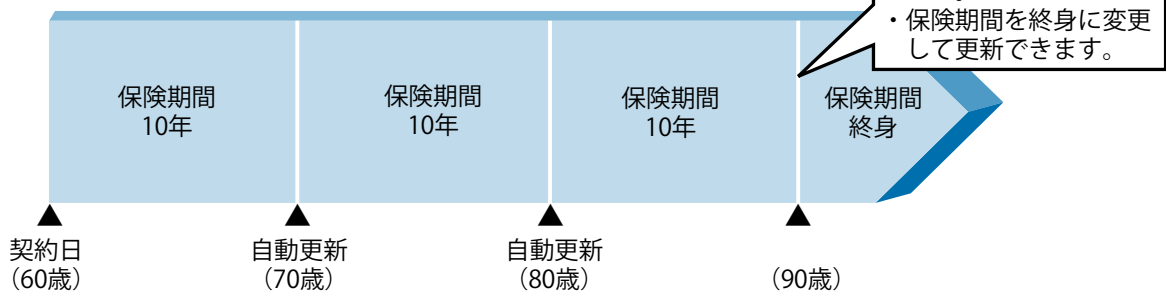 ・保険期間を終身に変更
して更新できます。
保険期間
10年
保険期間
10年
保険期間
10年
保険期間
終身
契約日
（60歳）
自動更新
（70歳）
自動更新
（80歳）
（90歳）